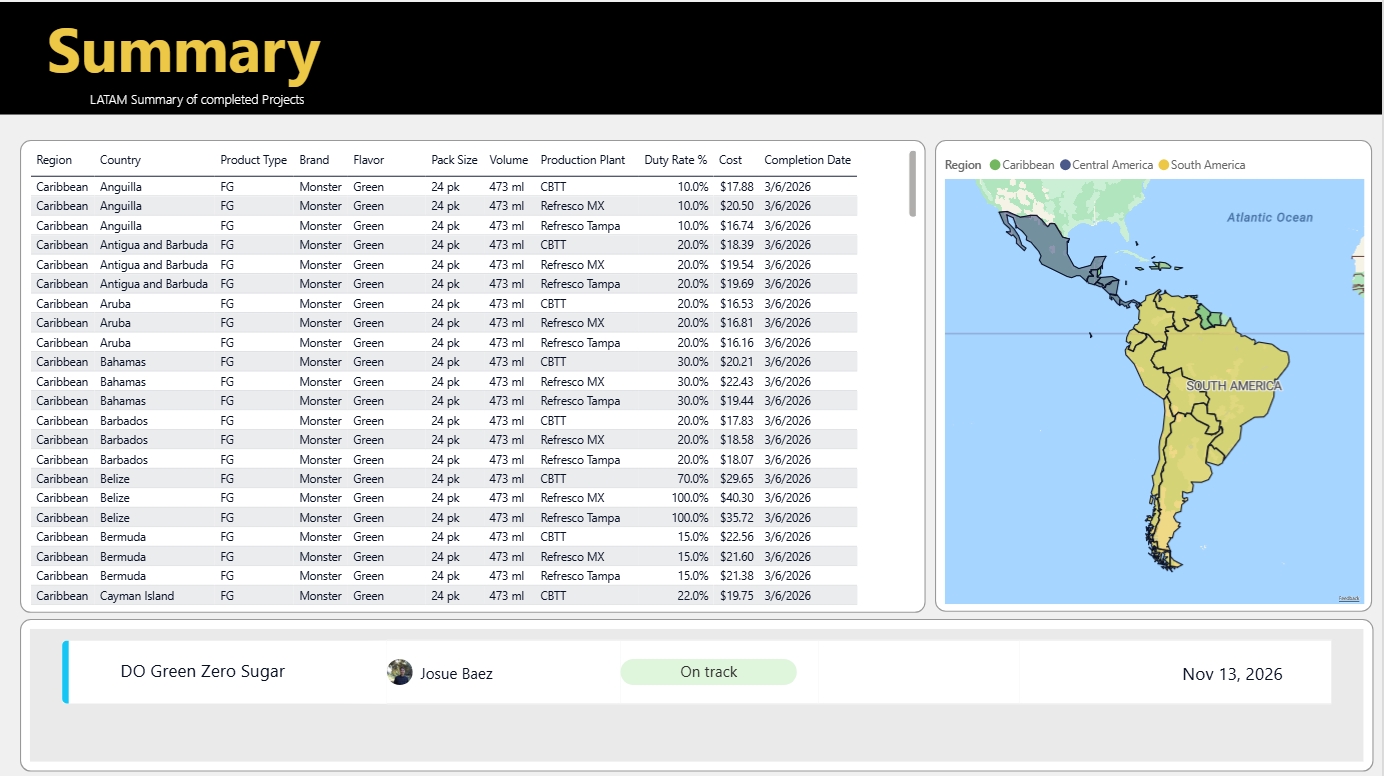 Summary
LATAM Summary of completed Projects
Region Country Product Type Brand Flavor Pack Size Volume Production Plant Duty Rate % Cost Completion Date
Caribbean Anguilla FG Monster Green 24 pk 473 ml CBTT 10.0% $17.88 3/6/2026
Caribbean Anguilla FG Monster Green 24 pk 473 ml Refresco MX 10.0% $20.50 3/6/2026
Caribbean Anguilla FG Monster Green 24 pk 473 ml Refresco Tampa 10.0% $16.74 3/6/2026
Caribbean Antigua and Barbuda FG Monster Green 24 pk 473 ml CBTT 20.0% $18.39 3/6/2026
Caribbean Antigua and Barbuda FG Monster Green 24 pk 473 ml Refresco MX 20.0% $19.54 3/6/2026
Caribbean Antigua and Barbuda FG Monster Green 24 pk 473 ml Refresco Tampa 20.0% $19.69 3/6/2026
Caribbean Aruba FG Monster Green 24 pk 473 ml CBTT 20.0% $16.53 3/6/2026
Caribbean Aruba FG Monster Green 24 pk 473 ml Refresco MX 20.0% $16.81 3/6/2026
Caribbean Aruba FG Monster Green 24 pk 473 ml Refresco Tampa 20.0% $16.16 3/6/2026
Caribbean Bahamas FG Monster Green 24 pk 473 ml CBTT 30.0% $20.21 3/6/2026
Caribbean Bahamas FG Monster Green 24 pk 473 ml Refresco MX 30.0% $22.43 3/6/2026
Caribbean Bahamas FG Monster Green 24 pk 473 ml Refresco Tampa 30.0% $19.44 3/6/2026
Caribbean Barbados FG Monster Green 24 pk 473 ml CBTT 20.0% $17.83 3/6/2026
Caribbean Barbados FG Monster Green 24 pk 473 ml Refresco MX 20.0% $18.58 3/6/2026
Caribbean Barbados FG Monster Green 24 pk 473 ml Refresco Tampa 20.0% $18.07 3/6/2026
Caribbean Belize FG Monster Green 24 pk 473 ml CBTT 70.0% $29.65 3/6/2026
Caribbean Belize FG Monster Green 24 pk 473 ml Refresco MX 100.0% $40.30 3/6/2026
Caribbean Belize FG Monster Green 24 pk 473 ml Refresco Tampa 100.0% $35.72 3/6/2026
Caribbean Bermuda FG Monster Green 24 pk 473 ml CBTT 15.0% $22.56 3/6/2026
Caribbean Bermuda FG Monster Green 24 pk 473 ml Refresco MX 15.0% $21.60 3/6/2026
Caribbean Bermuda FG Monster Green 24 pk 473 ml Refresco Tampa 15.0% $21.38 3/6/2026
Caribbean Cayman Island FG Monster Green 24 pk 473 ml CBTT 22.0% $19.75 3/6/2026
Region Caribbean Central America South America
Atlantic Ocean
SOUTH AMERICA
Feedback
DO Green Zero Sugar Josue Baez On track Nov 13, 2026